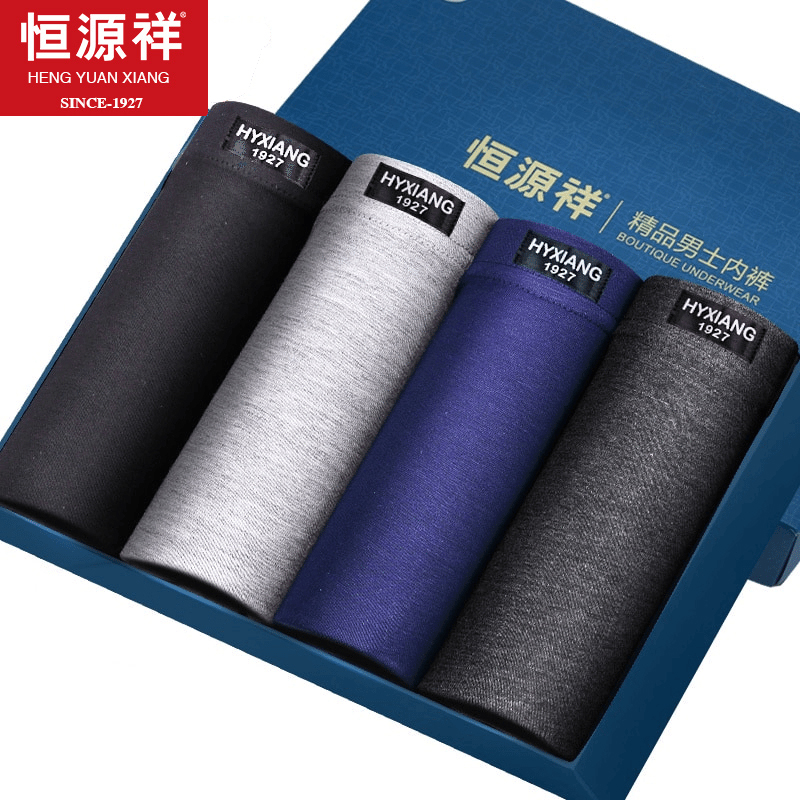 恒源祥®
HENG YUAN XIANG
SINCE-1927
HYXIANG
1927
HYXIANG
1927
HYXIANG
1927
HYXIANG
1927
恒源祥®
精品男士内裤
BOUTIQUE UNDERWEAR